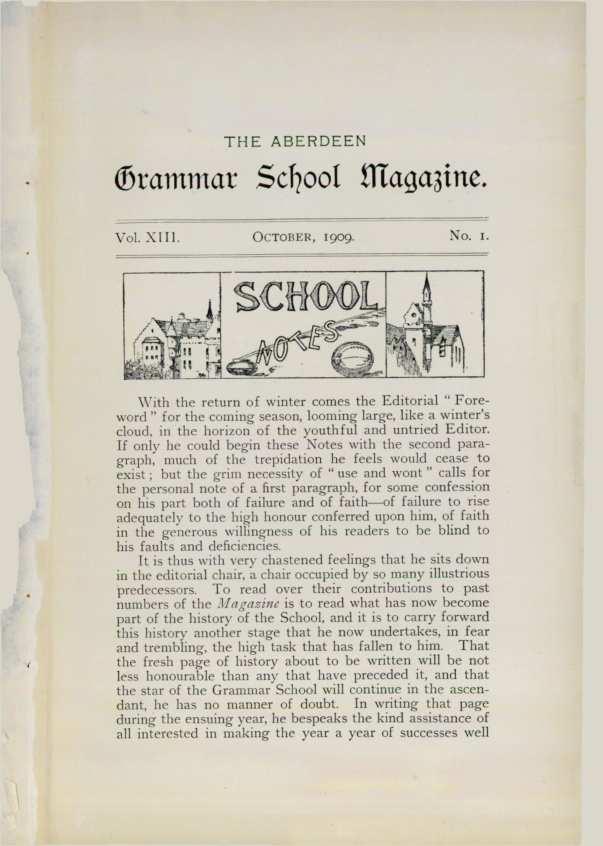 THE ABERDEEN
Grammar School Magazine.
Vol. XIII. OCTOBER, 1909. No. 1.
SCHOOL
NOTES
With the return of winter comes the Editorial “ Fore-
word ” for the coming season, looming large, like a winter's
cloud, in the horizon of the youthful and untried Editor.
If only he could begin these Notes with the second para-
graph, much of the trepidation he feels would cease to
exist ; but the grim necessity of “ use and wont ” calls for
the personal note of a first paragraph, for some confession
on his part both of failure and of faith—of failure to rise
adequately to the high honour conferred upon him, of faith
in the generous willingness of his readers to be blind to
his faults and deficiencies.
It is thus with very chastened feelings that he sits down
in the editorial chair, a chair occupied by so many illustrious
predecessors. To read over their contributions to past
numbers of the Magazine is to read what has now become
part of the history of the School, and it is to carry forward
this history another stage that he now undertakes, in fear
and trembling, the high task that has fallen to him. That
the fresh page of history about to be written will be not
less honourable than any that have preceded it, and that
the star of the Grammar School will continue in the ascen-
dant, he has no manner of doubt. In writing that page
during the ensuing year, he bespeaks the kind assistance of
all interested in making the year a year of successes well